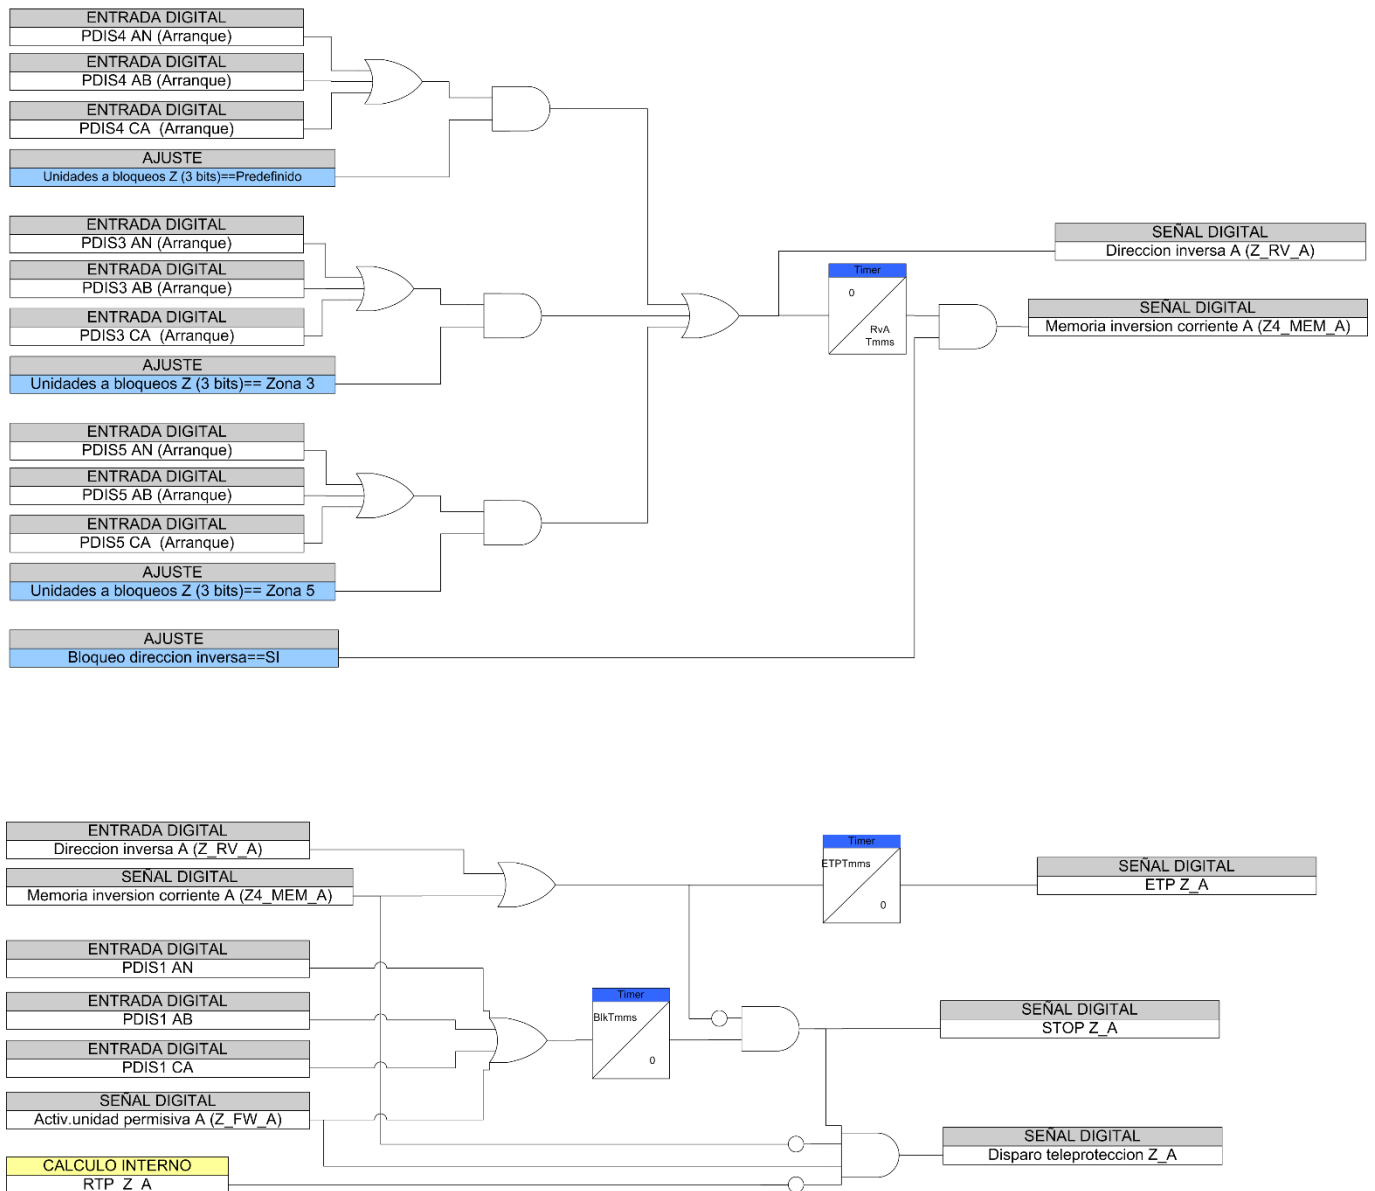 ENTRADA DIGITAL
PDIS4 AN (Arranque)
ENTRADA DIGITAL
PDIS4 AB (Arranque)
ENTRADA DIGITAL
PDIS4 CA (Arranque)
AJUSTE
Unidades a bloqueos Z (3 bits)==Predefinido
ENTRADA DIGITAL
PDIS3 AN (Arranque)
ENTRADA DIGITAL
PDIS3 AB (Arranque)
ENTRADA DIGITAL
PDIS3 CA (Arranque)
AJUSTE
Unidades a bloqueos Z (3 bits)== Zona 3
ENTRADA DIGITAL
PDIS5 AN (Arranque)
ENTRADA DIGITAL
PDIS5 AB (Arranque)
ENTRADA DIGITAL
PDIS5 CA (Arranque)
AJUSTE
Unidades a bloqueos Z (3 bits)== Zona 5
AJUSTE
Bloqueo direccion inversa==SI
Timer
0
RvA
Tmms
SEÑAL DIGITAL
Direccion inversa A (Z_RV_A)
SEÑAL DIGITAL
Memoria inversion corriente A (Z4_MEM_A)
ENTRADA DIGITAL
Direccion inversa A (Z_RV_A)
SEÑAL DIGITAL
Memoria inversion corriente A (Z4_MEM_A)
ENTRADA DIGITAL
PDIS1 AN
ENTRADA DIGITAL
PDIS1 AB
ENTRADA DIGITAL
PDIS1 CA
SEÑAL DIGITAL
Activ.unidad permisiva A (Z_FW_A)
CALCULO INTERNO
RTP_Z_A
Timer
BlkTmms
0
Timer
ETPTmms
0
SEÑAL DIGITAL
ETP Z_A
SEÑAL DIGITAL
STOP Z_A
SEÑAL DIGITAL
Disparo teleproteccion Z_A